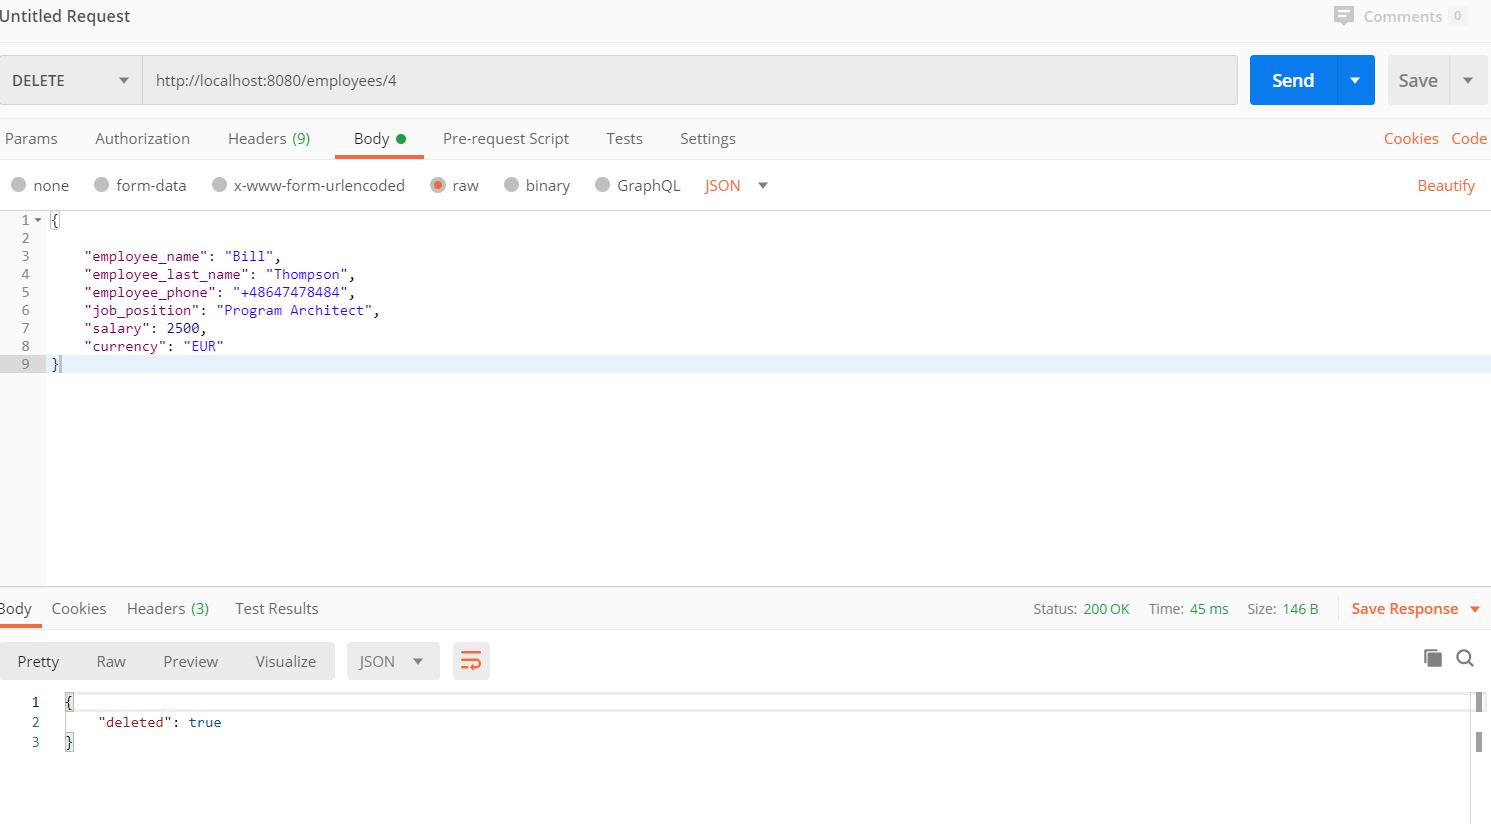 Untitled Request
Comments 0
DELETE http://localhost:8080/employees/4 Send Save
Params Authorization Headers (9) Body Pre-request Script Tests Settings Cookies Code
none form-data x-www-form-urlencoded raw binary GraphQL JSON Beautify
1 {
2
3 "employee_name": "Bill",
4 "employee_last_name": "Thompson",
5 "employee_phone": "+48647478484",
6 "job_position": "Program Architect",
7 "salary": 2500,
8 "currency": "EUR"
9 }
Body Cookies Headers (3) Test Results Status: 200 OK Time: 45 ms Size: 146 B Save Response
Pretty Raw Preview Visualize JSON
1 {
2 "deleted": true
3 }